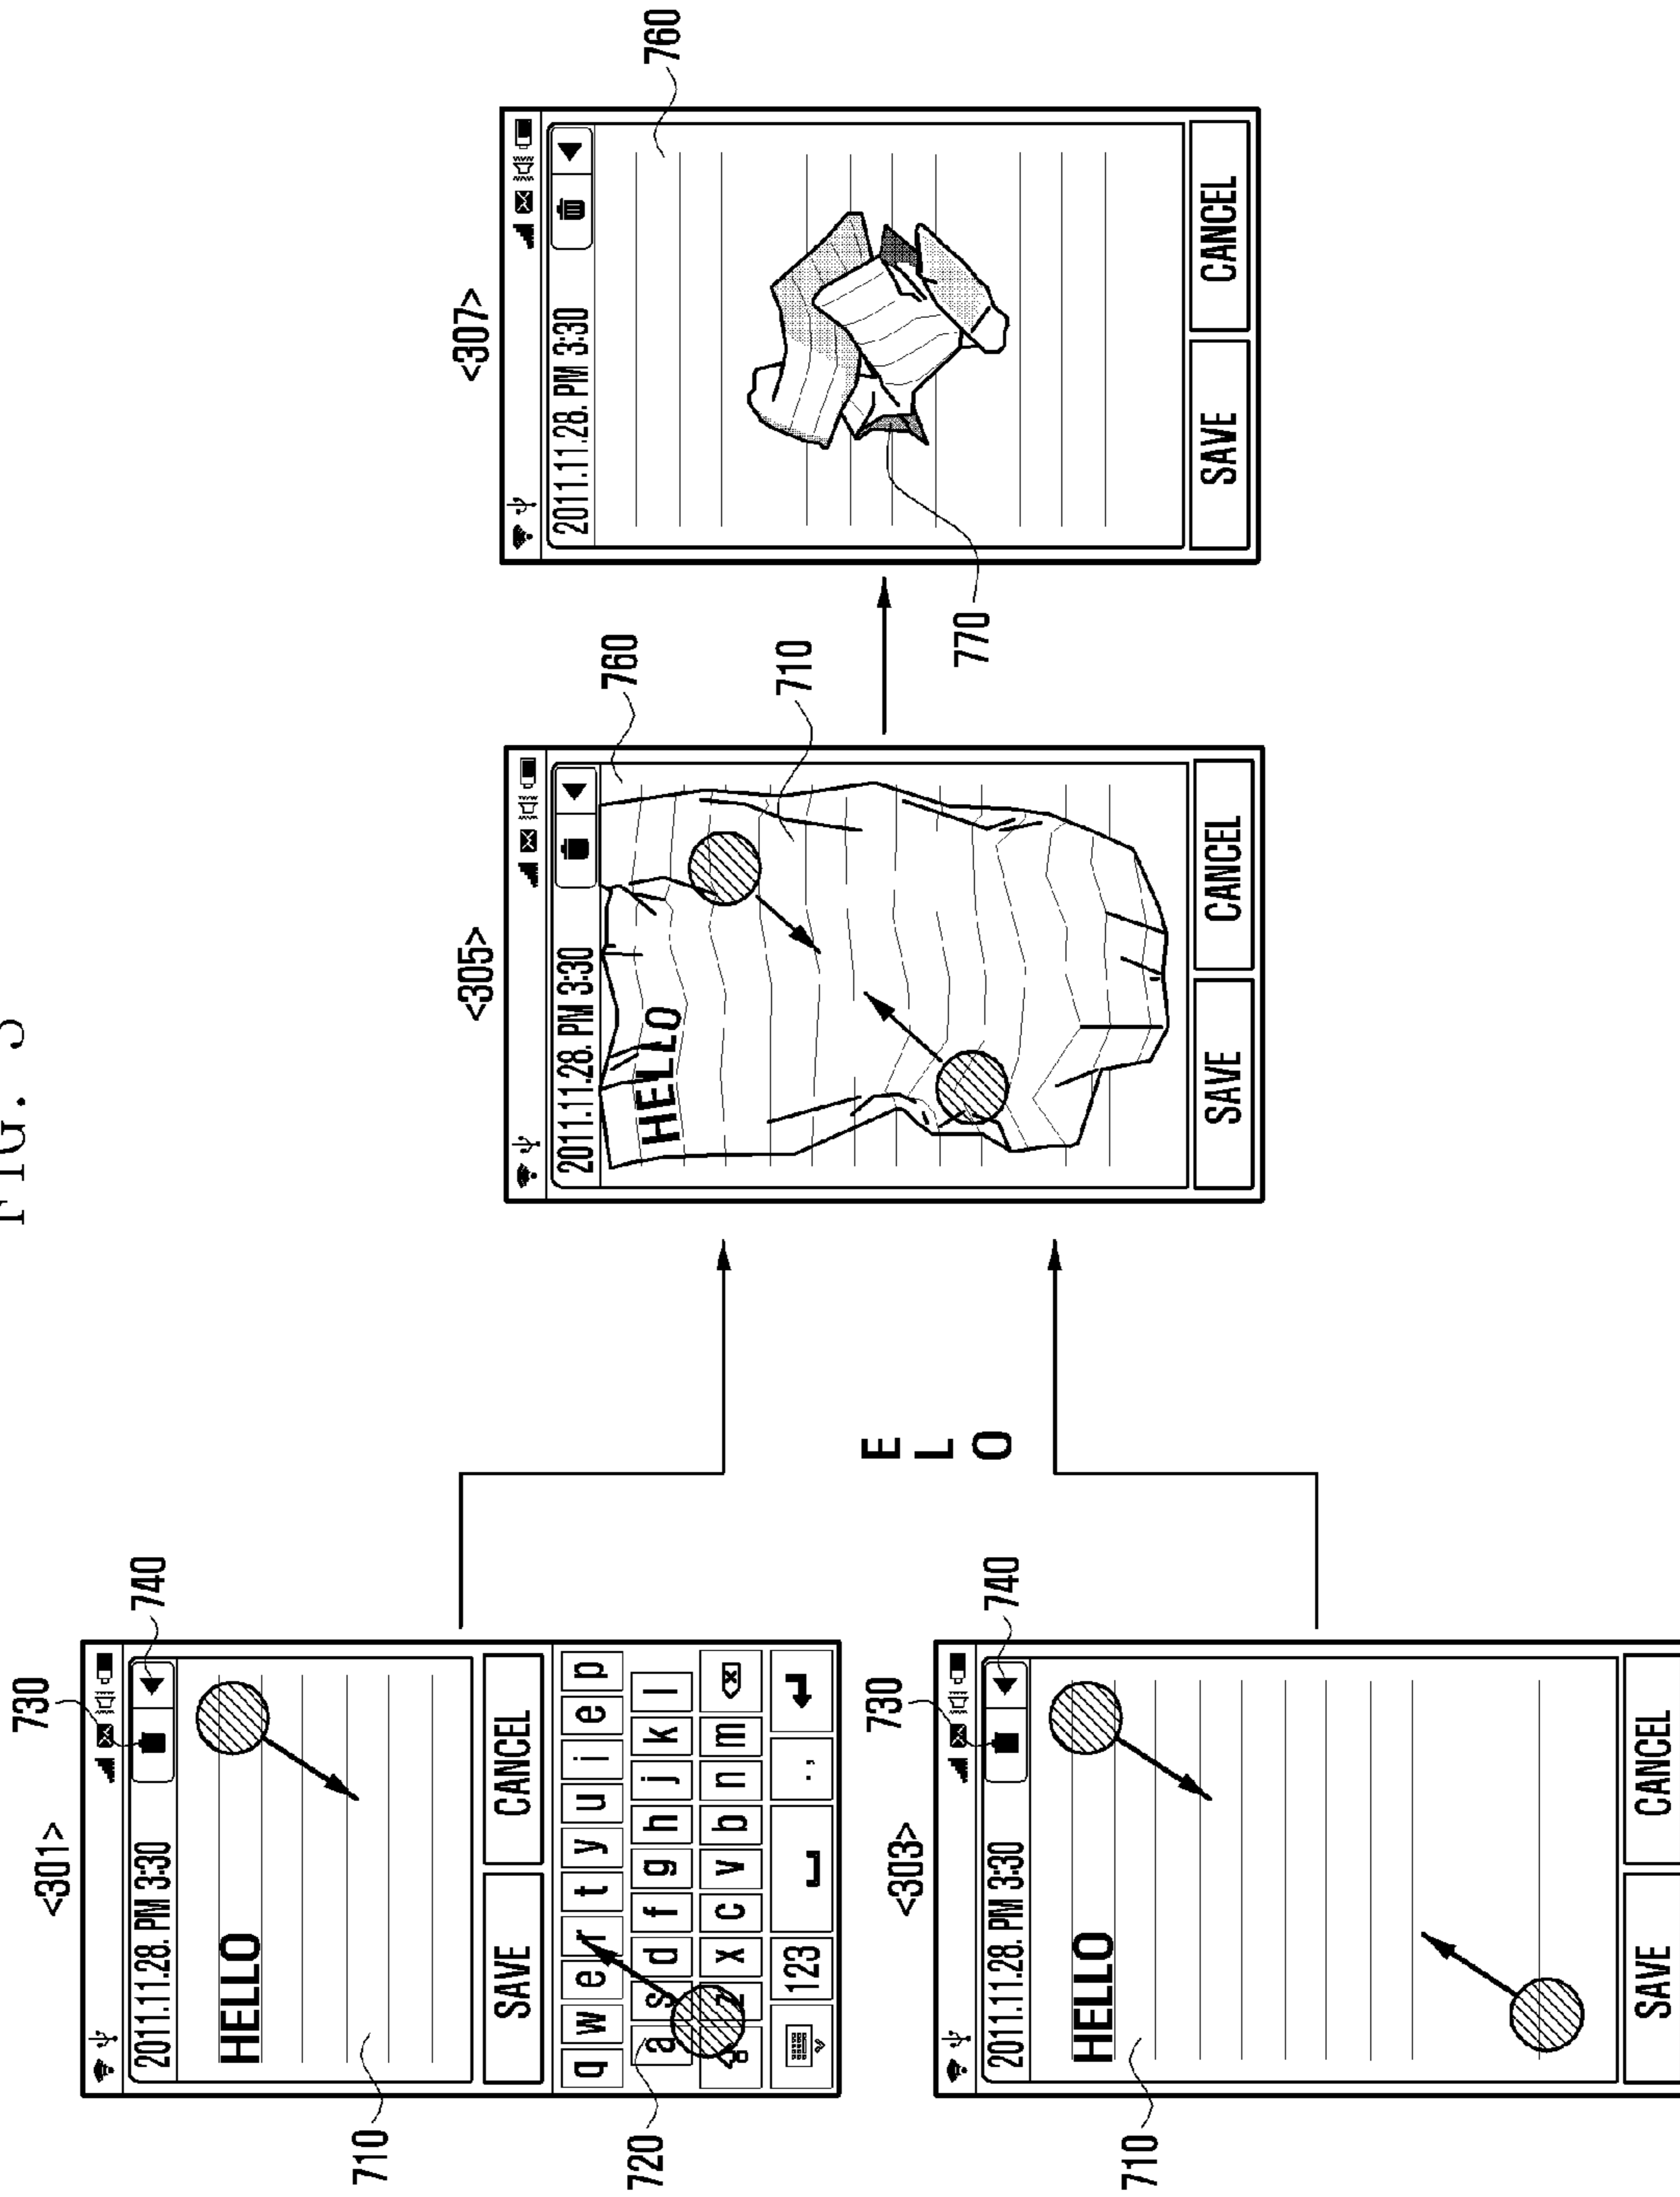 FIG.
<301>
730
740
2011.11.28. PM 3:30
HELLO
710
SAVE CANCEL
q w e r t y u i e p
a s d f g h j k l
z x c v b n m
123 . ,
720
<303>
730
740
2011.11.28. PM 3:30
HELLO
710
SAVE CANCEL
E
L
O
<305>
2011.11.28. PM 3:30
760
HELLO
710
SAVE CANCEL
<307>
2011.11.28. PM 3:30
760
770
SAVE CANCEL